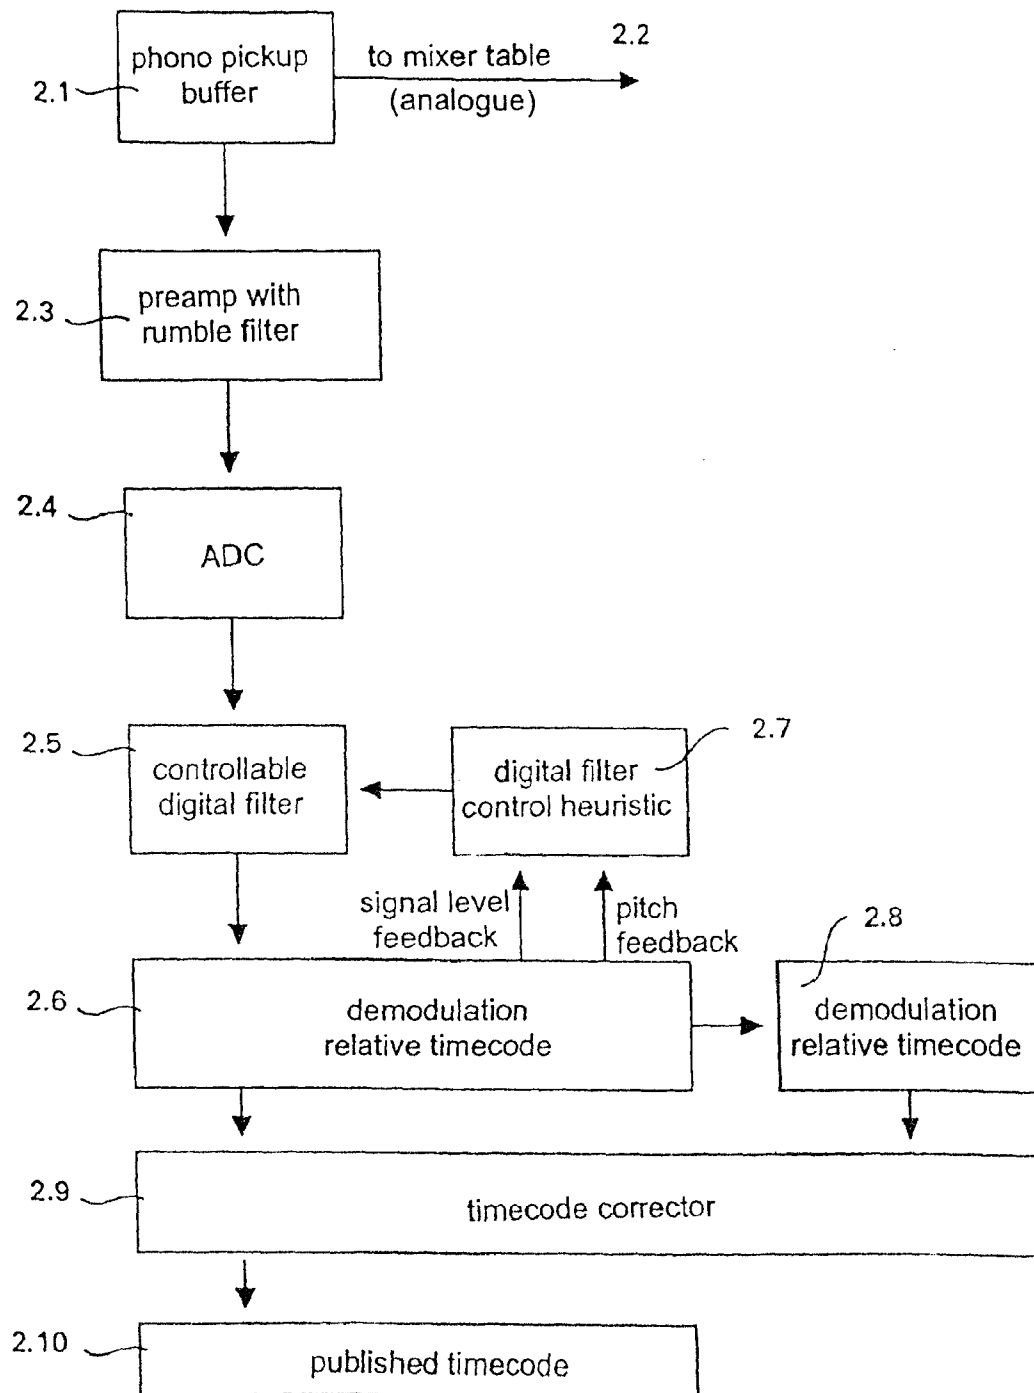 phono pickup
buffer
2.1
to mixer table
(analogue)
2.2
preamp with
rumble filter
2.3
2.4
ADC
2.5
controllable
digital filter
digital filter
control heuristic
2.7
signal level
feedback
pitch
feedback
2.8
2.6
demodulation
relative timecode
demodulation
relative timecode
2.9
timecode corrector
2.10
published timecode